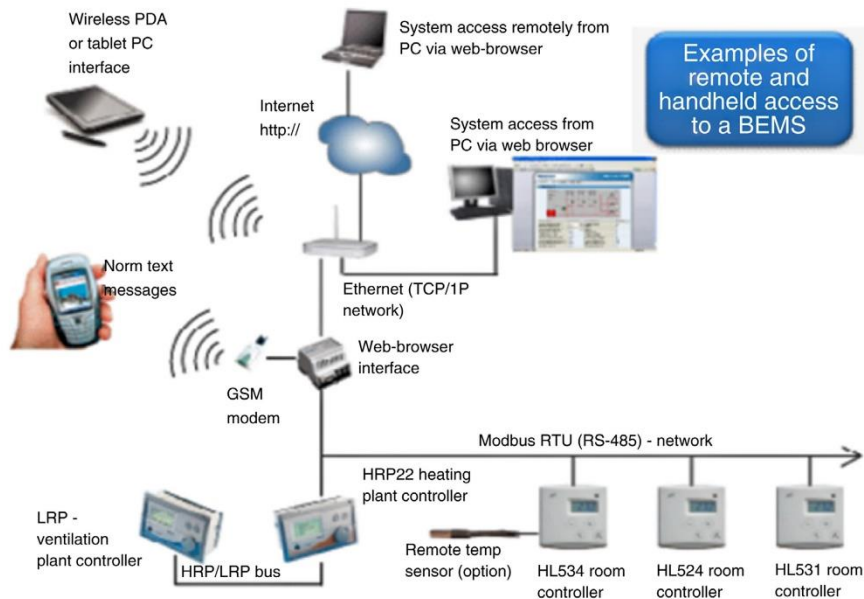 Wireless PDA
or tablet PC
interface
System access remotely from
PC via web-browser
Examples of
remote and
handheld access
to a BEMS
Internet
http://
System access from
PC via web browser
Norm text
messages
Ethernet (TCP/1P
network)
Web-browser
interface
GSM
modem
Modbus RTU (RS-485) - network
HRP22 heating
plant controller
LRP -
ventilation
plant controller
HRP/LRP bus
Remote temp
sensor (option)
HL534 room
controller
HL524 room
controller
HL531 room
controller